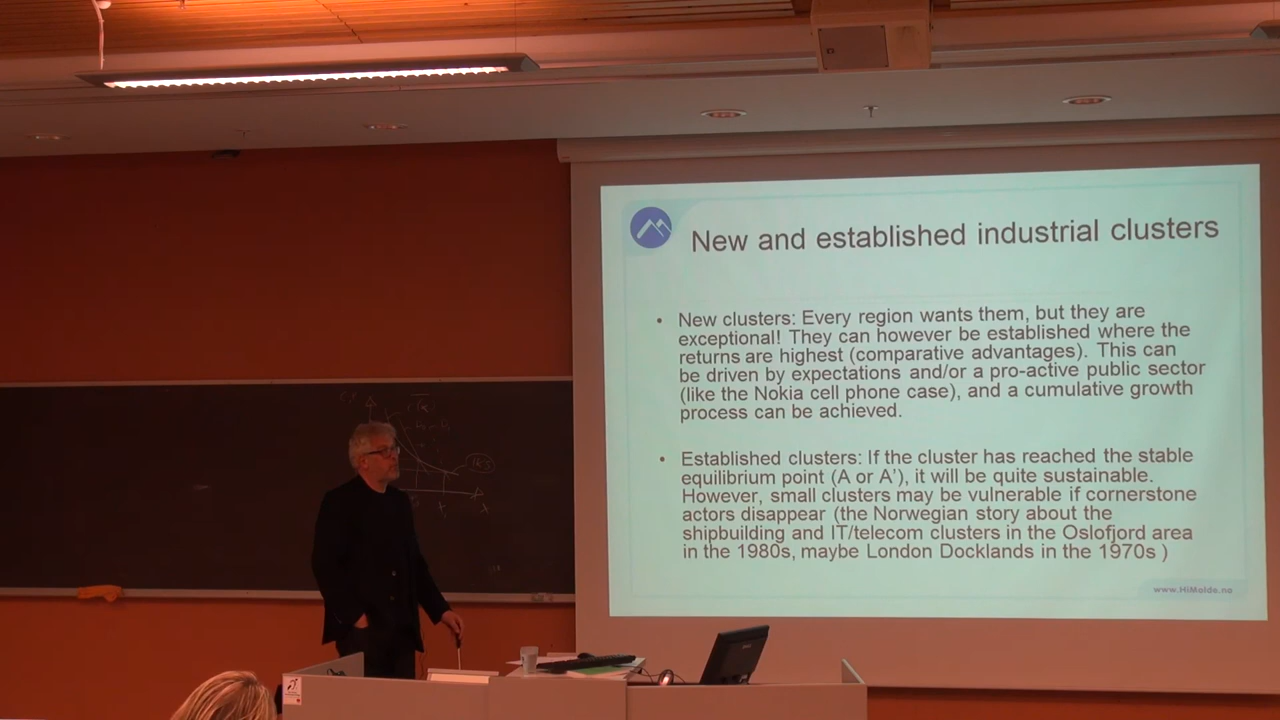 New and established industrial clusters
• New clusters: Every region wants them, but they are
exceptional! They can however be established where the
returns are highest (comparative advantages). This can
be driven by expectations and/or a pro-active public sector
(like the Nokia cell phone case), and a cumulative growth
process can be achieved.
• Established clusters: If the cluster has reached the stable
equilibrium point (A or A’), it will be quite sustainable.
However, small clusters may be vulnerable if cornerstone
actors disappear (the Norwegian story about the
shipbuilding and IT/telecom clusters in the Oslofjord area
in the 1980s, maybe London Docklands in the 1970s )
www.HiMolde.no